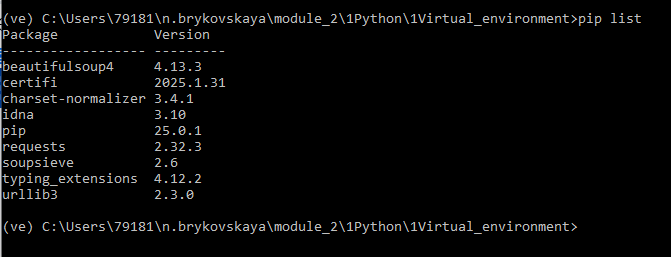 (ve) C:\Users\79181\n.brykovskaya\module_2\1Python\1Virtual_environment>pip list
Package            Version
------------------ ---------
beautifulsoup4     4.13.3
certifi            2025.1.31
charset-normalizer 3.4.1
idna               3.10
pip                25.0.1
requests           2.32.3
soupsieve          2.6
typing_extensions  4.12.2
urllib3            2.3.0
(ve) C:\Users\79181\n.brykovskaya\module_2\1Python\1Virtual_environment>